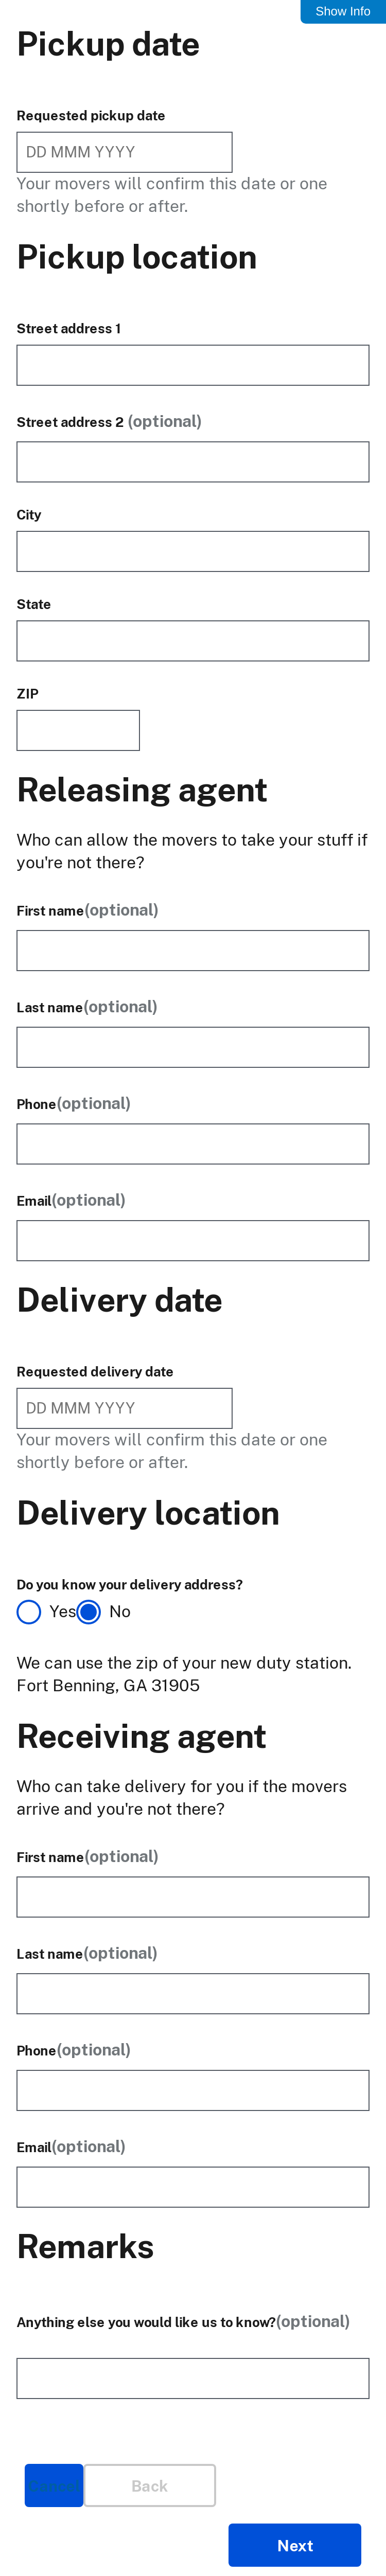 Show Info
Pickup date
Requested pickup date
DD MMM YYYY
Your movers will confirm this date or one
shortly before or after.
Pickup location
Street address 1
Street address 2 (optional)
City
State
ZIP
Releasing agent
Who can allow the movers to take your stuff if
you're not there?
First name(optional)
Last name(optional)
Phone(optional)
Email(optional)
Delivery date
Requested delivery date
DD MMM YYYY
Your movers will confirm this date or one
shortly before or after.
Delivery location
Do you know your delivery address?
Yes No
We can use the zip of your new duty station.
Fort Benning, GA 31905
Receiving agent
Who can take delivery for you if the movers
arrive and you're not there?
First name(optional)
Last name(optional)
Phone(optional)
Email(optional)
Remarks
Anything else you would like us to know?(optional)
Cancel Back
Next